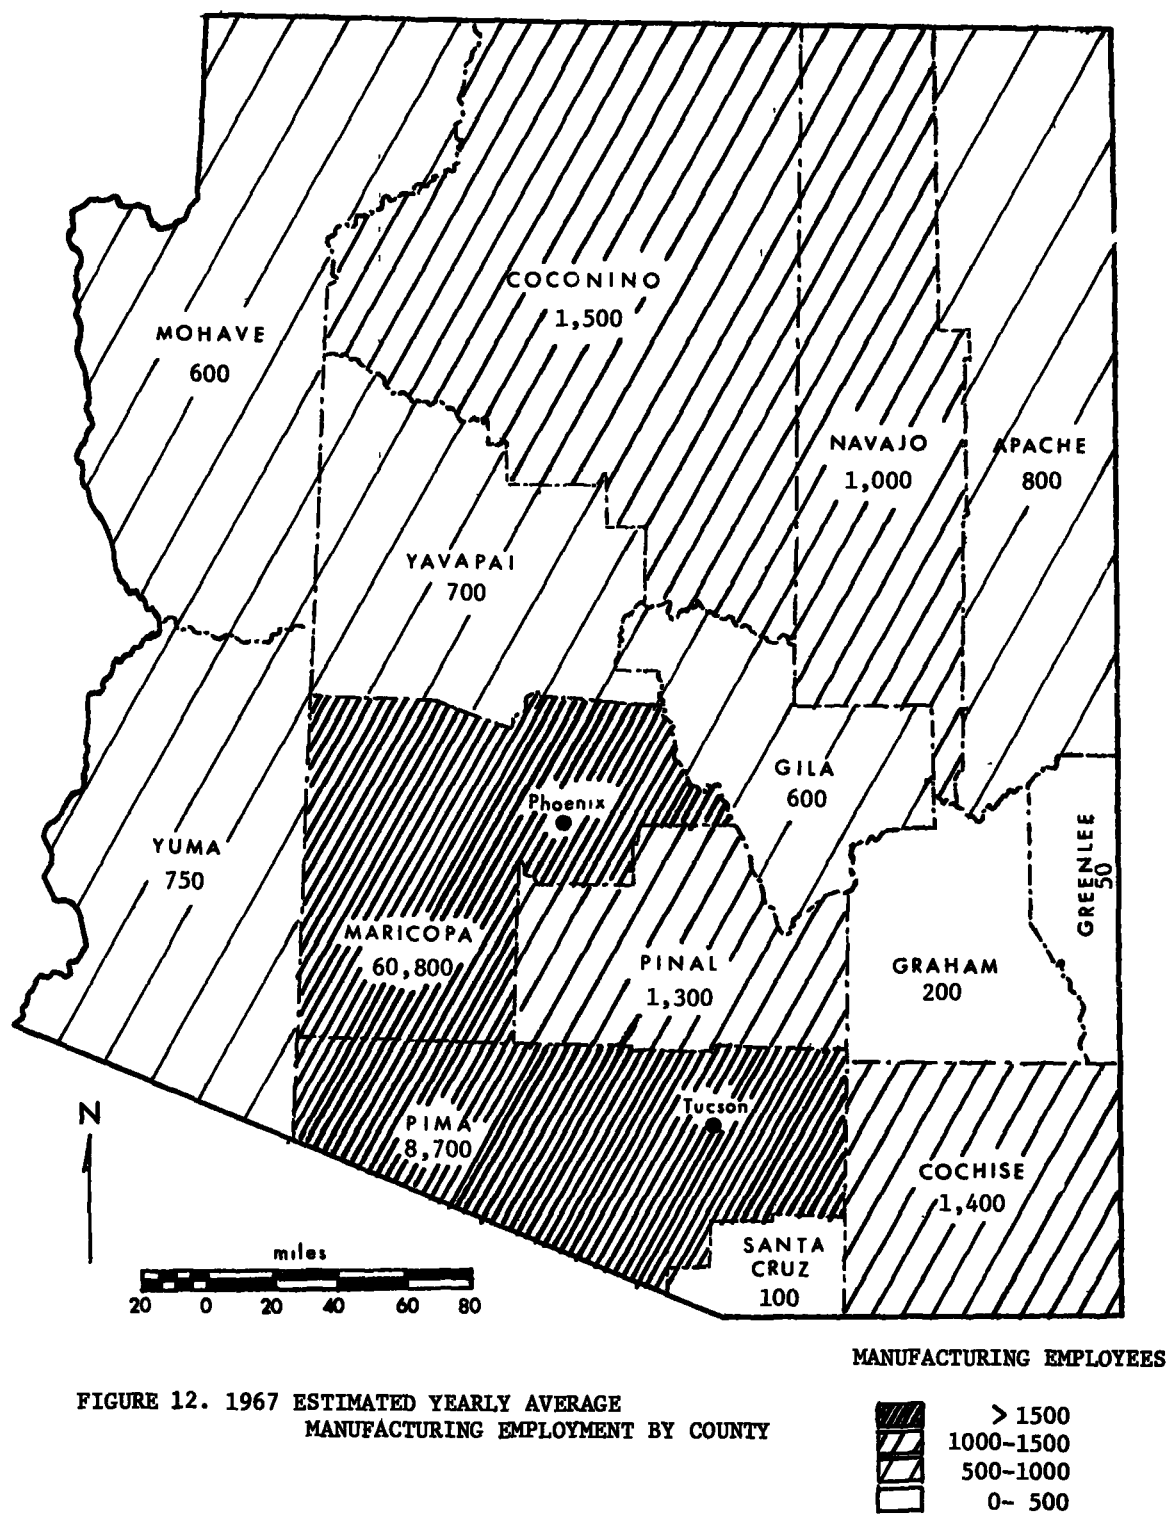 COCONINO
1,500
MOHAVE
600
NAVAJO
1,000
APACHE
800
YAVAPAI
700
GILA
600
Phoenix
YUMA
750
GREENLEE
50
MARICOPA
60,800
PINAL
1,300
GRAHAM
200
N
PIMA
8,700
Tucson
COCHISE
1,400
SANTA
CRUZ
100
miles
20 0 20 40 60 80
MANUFACTURING EMPLOYEES
> 1500
1000-1500
500-1000
0- 500
FIGURE 12. 1967 ESTIMATED YEARLY AVERAGE
MANUFACTURING EMPLOYMENT BY COUNTY